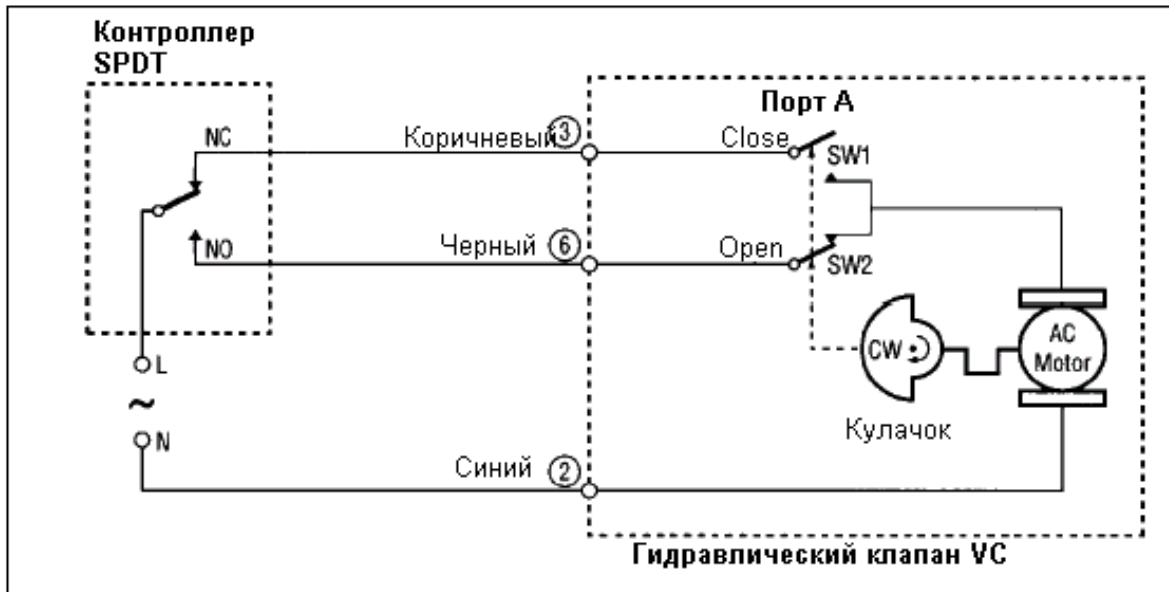 Контроллер
SPDT
Порт А
NC
Коричневый
3
Close
SW1
NO
Черный
6
Open
SW2
CW
AC
Motor
L
~
N
Кулачок
Синий
2
Гидравлический клапан VC